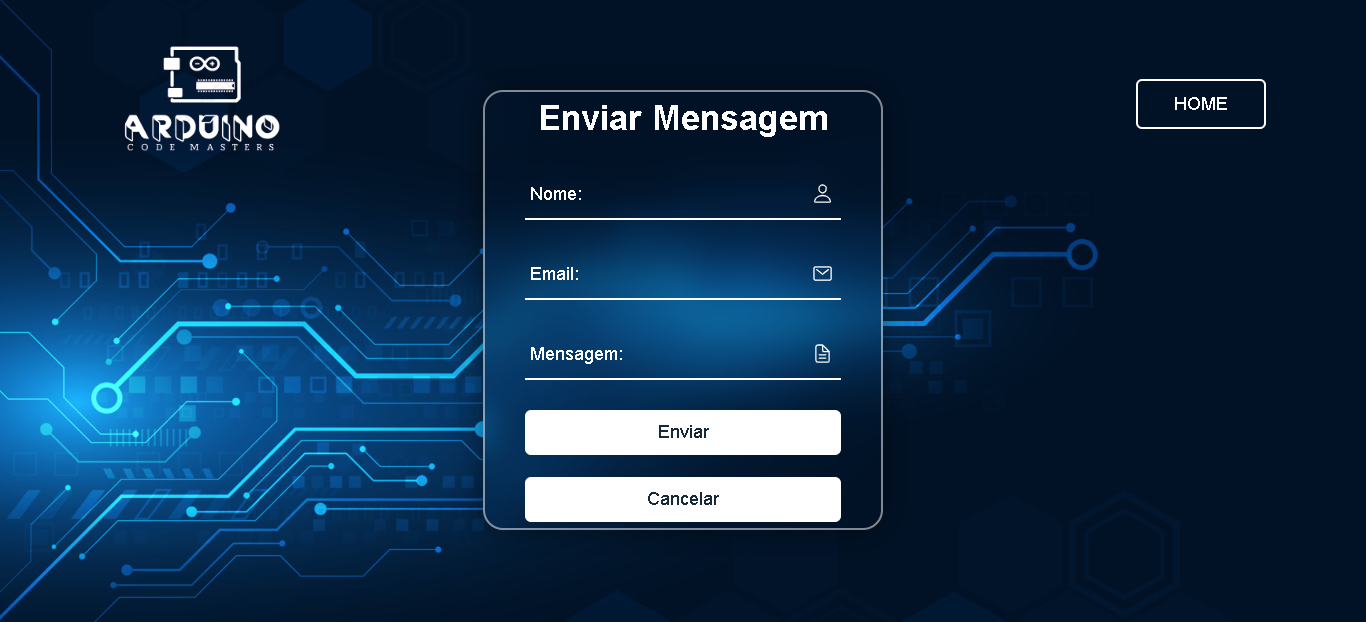 ARDUINO
CODE MASTERS
HOME
Enviar Mensagem
Nome:
Email:
Mensagem:
Enviar
Cancelar